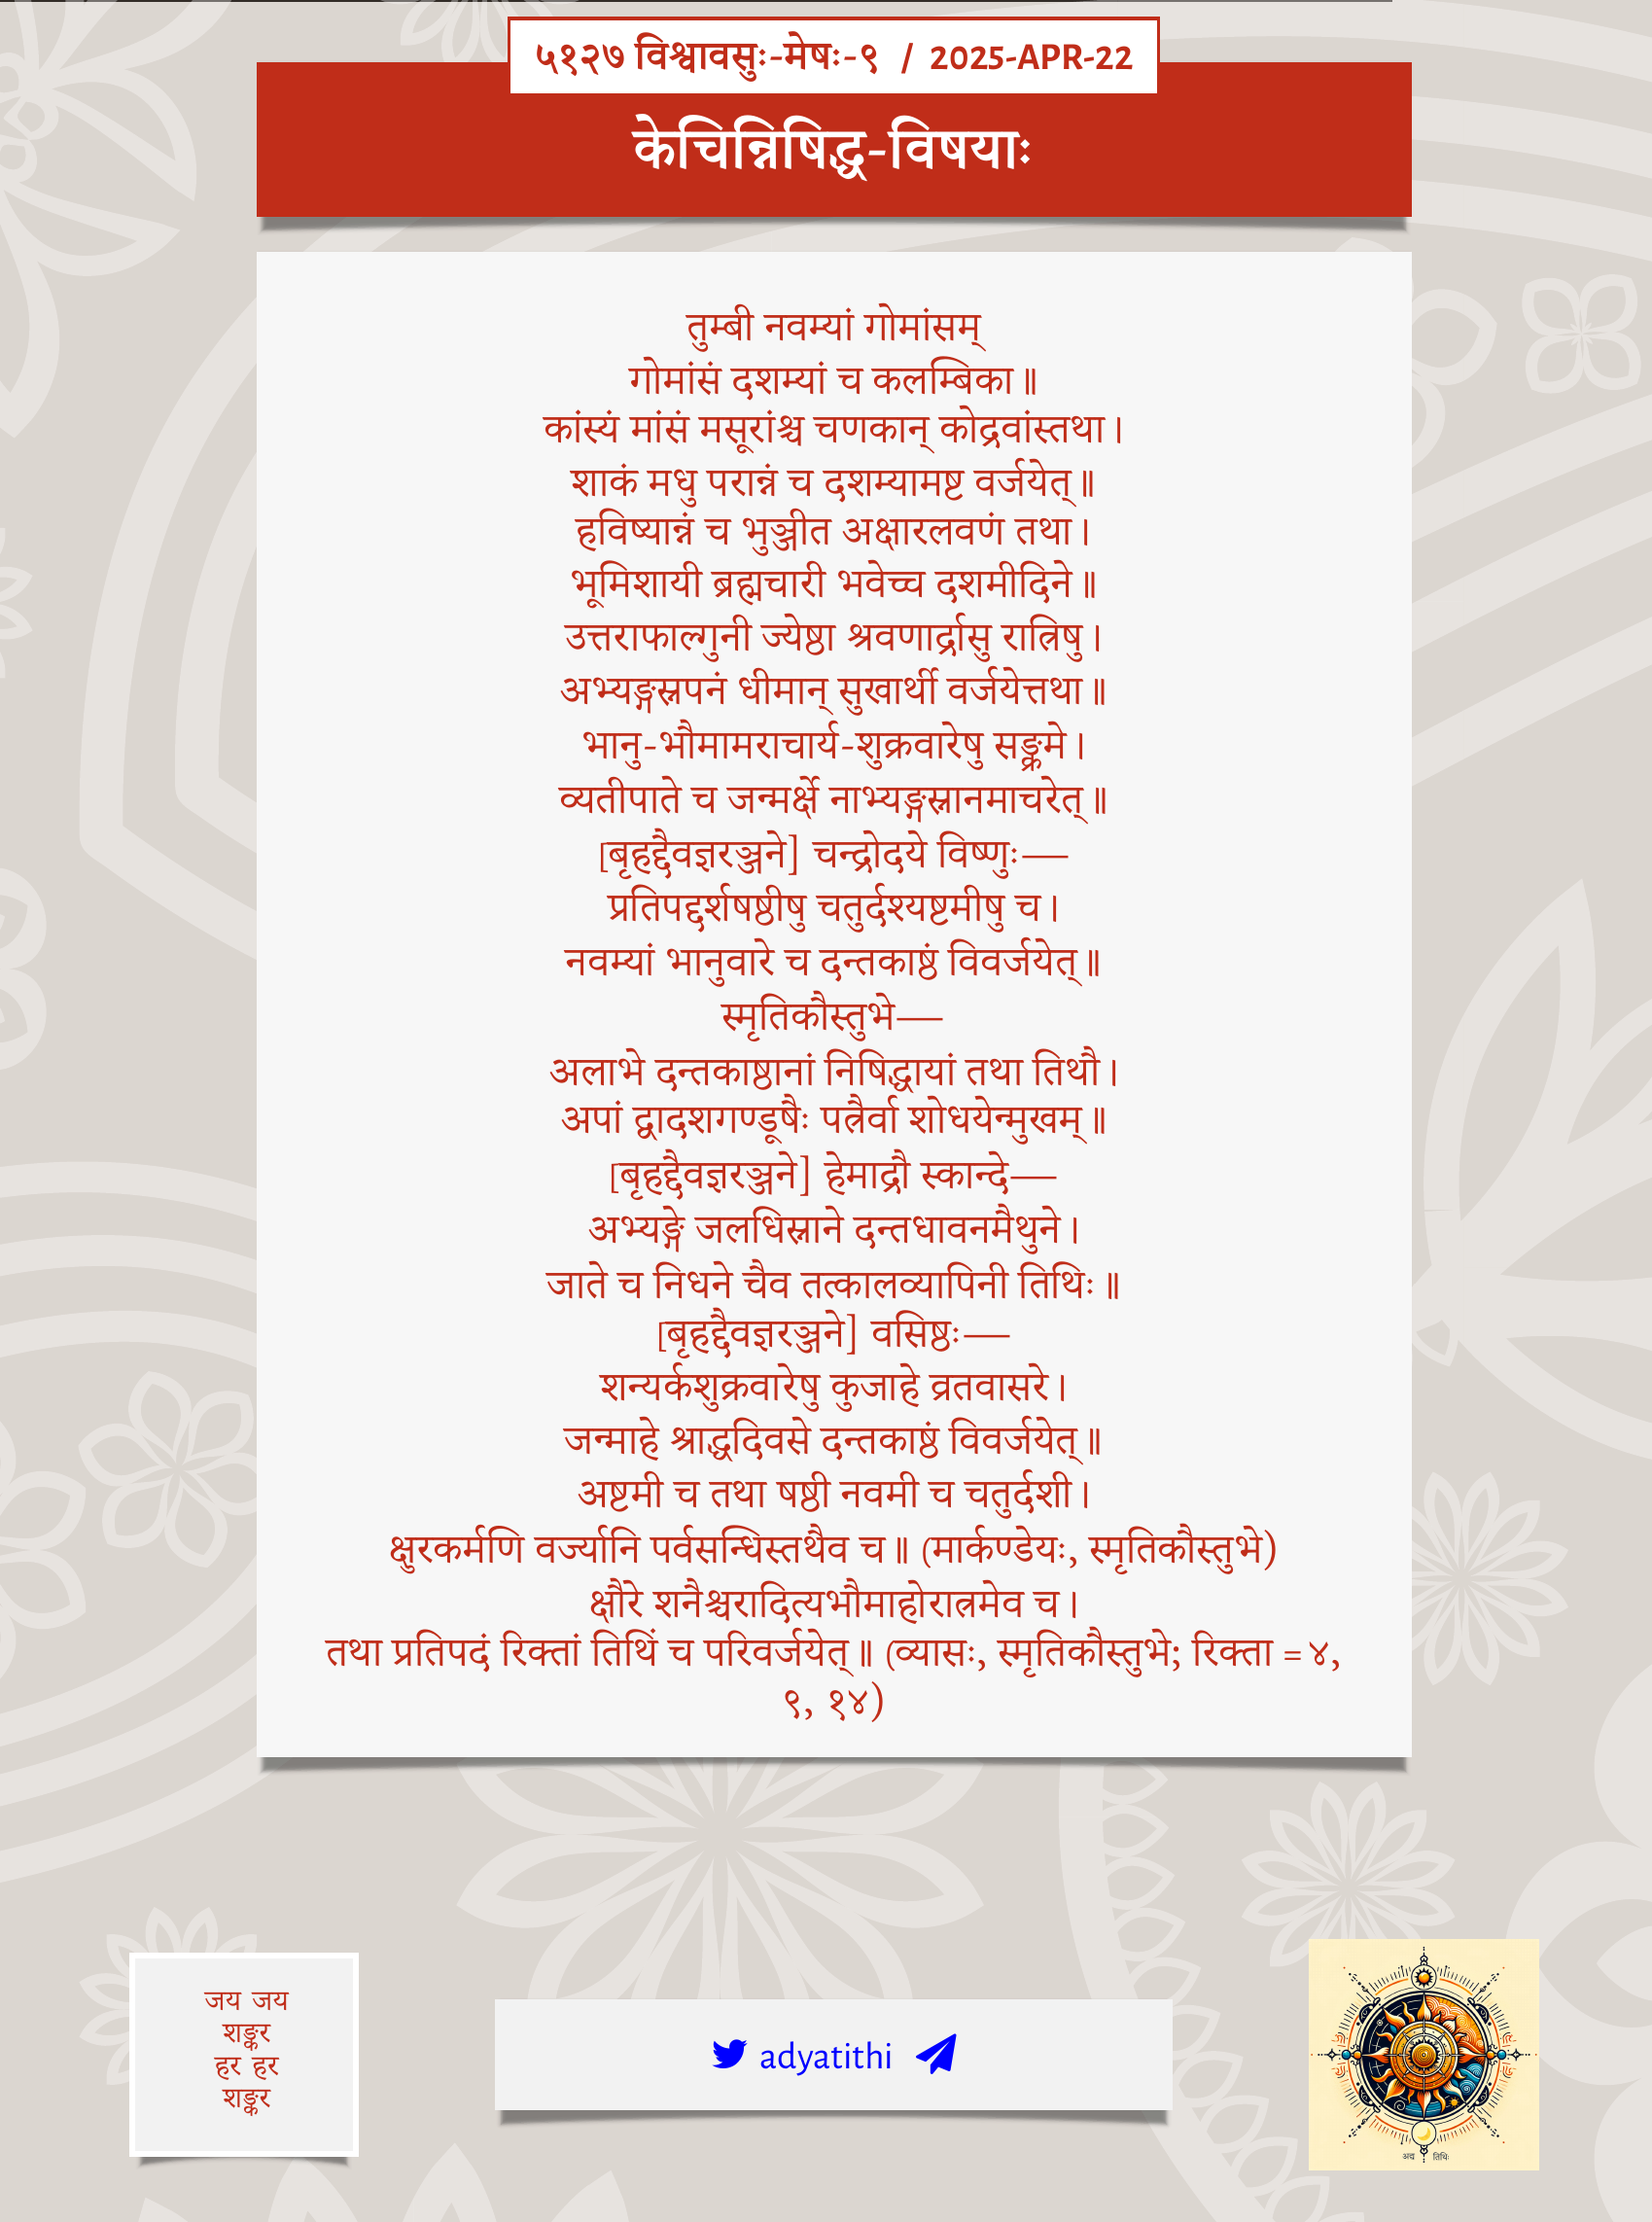 ५१२७ विश्वावसुः-मेषः-९ / 2025-APR-22
केचिन्निषिद्ध-विषयाः
तुम्बी नवम्यां गोमांसम्
गोमांसं दशम्यां च कलम्बिका॥
कांस्यं मांसं मसूरांश्च चणकान् कोद्रवांस्तथा।
शाकं मधु परान्नं च दशम्यामष्ट वर्जयेत्॥
हविष्यान्नं च भुञ्जीत अक्षारलवणं तथा।
भूमिशायी ब्रह्मचारी भवेच्च दशमीदिने॥
उत्तराफाल्गुनी ज्येष्ठा श्रवणार्द्रासु रात्रिषु।
अभ्यङ्गस्नपनं धीमान् सुखार्थी वर्जयेत्तथा॥
भानु-भौमामराचार्य-शुक्रवारेषु सङ्क्रमे।
व्यतीपाते च जन्मर्क्षे नाभ्यङ्गस्नानमाचरेत्॥
[बृहद्दैवज्ञरञ्जने] चन्द्रोदये विष्णुः—
प्रतिपद्दर्शषष्ठीषु चतुर्दश्यष्टमीषु च।
नवम्यां भानुवारे च दन्तकाष्ठं विवर्जयेत्॥
स्मृतिकौस्तुभे—
अलाभे दन्तकाष्ठानां निषिद्धायां तथा तिथौ।
अपां द्वादशगण्डूषैः पत्रैर्वा शोधयेन्मुखम्॥
[बृहद्दैवज्ञरञ्जने] हेमाद्रौ स्कान्दे—
अभ्यङ्गे जलधिस्नाने दन्तधावनमैथुने।
जाते च निधने चैव तत्कालव्यापिनी तिथिः॥
[बृहद्दैवज्ञरञ्जने] वसिष्ठः—
शन्यर्कशुक्रवारेषु कुजाहे व्रतवासरे।
जन्माहे श्राद्धदिवसे दन्तकाष्ठं विवर्जयेत्॥
अष्टमी च तथा षष्ठी नवमी च चतुर्दशी।
क्षुरकर्मणि वर्ज्यानि पर्वसन्धिस्तथैव च॥ (मार्कण्डेयः, स्मृतिकौस्तुभे)
क्षौरे शनैश्चरादित्यभौमाहोरात्रमेव च।
तथा प्रतिपदं रिक्तां तिथिं च परिवर्जयेत्॥ (व्यासः, स्मृतिकौस्तुभे; रिक्ता = ४,
९, १४)
जय जय
शङ्कर
हर हर
शङ्कर
adyatithi
अद्य तिथिः